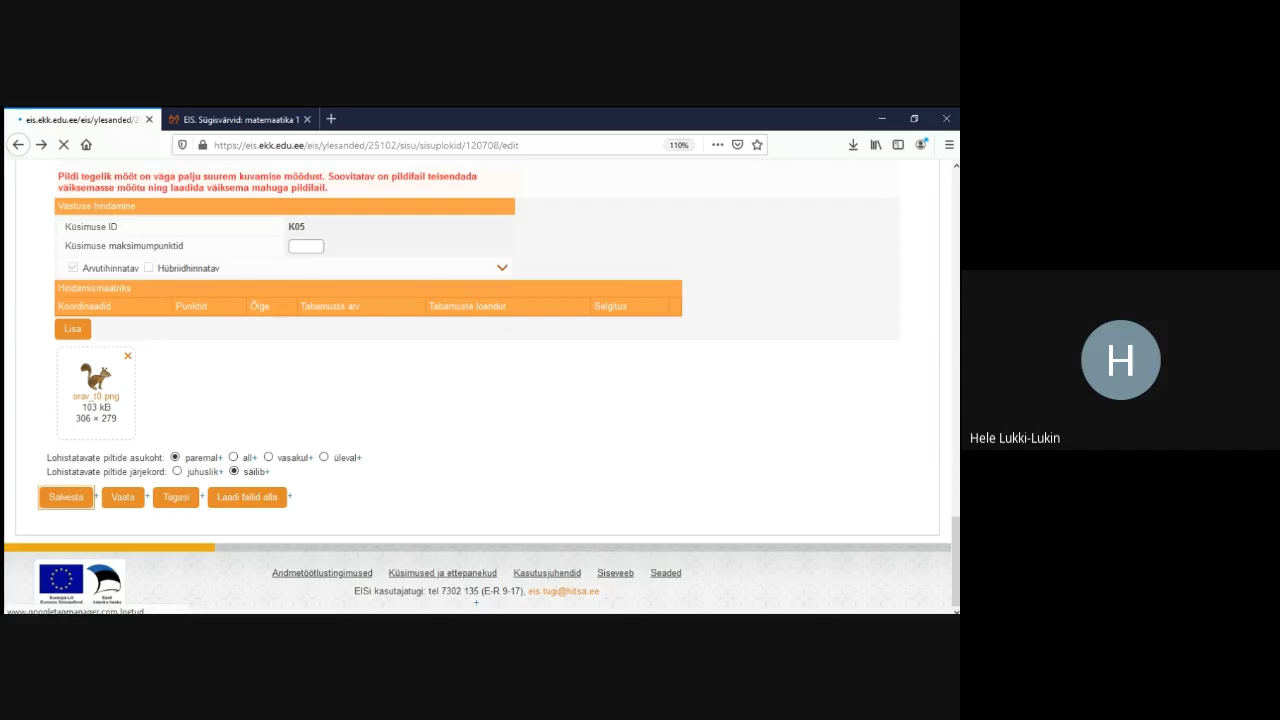 eis.ekk.edu.ee/eis/ylesanded/2
EIS. Sügisvärvid: matemaatika 1
https://eis.ekk.edu.ee/eis/ylesanded/25102/sisu/sisuplokid/120708/edit
110%
Pildi tegelik mõõt on väga palju suurem kuvamise mõõdust. Soovitatav on pildifail teisendada
väiksemasse mõõtu ning laadida väiksema mahuga pildifail.
Vastuse hindamine
Küsimuse ID K05
Küsimuse maksimumpunktid
Arvutihinnatav Hübriidhinnatav
Hindamismaatriks
Koordinaadid Punktid Õige Tabamuste arv Tabamuste loendur Selgitus
Lisa
orav_t0.png
103 kB
306 × 279
Lohistatavate piltide asukoht: paremal+ all+ vasakul+ üleval+
Lohistatavate piltide järjekord: juhuslik+ säilib+
Salvesta + Vaata + Tagasi + Laadi failid alla +
Andmetöötlustingimused Küsimused ja ettepanekud Kasutusjuhendid Siseveeb Seaded
EISi kasutajatugi: tel 7302 135 (E-R 9-17), eis.tugi@hitsa.ee
+
www.googletagmanager.com loetud
H
Hele Lukki-Lukin